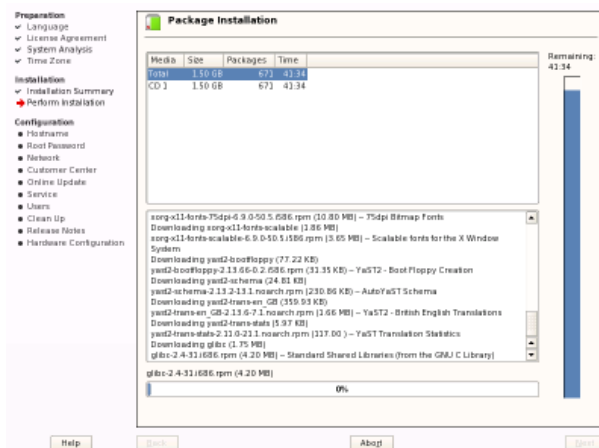 Preparation
Language
License Agreement
System Analysis
Time Zone
Installation
Installation Summary
Perform Installation
Configuration
Hostname
Root Password
Network
Customer Center
Online Update
Service
Users
Clean Up
Release Notes
Hardware Configuration
Package Installation
Media Size Packages Time
Total 1.50 GB 671 41:34
CD 1 1.50 GB 671 41:34
Remaining:
41:34
xorg-x11-fonts-75dpi-6.9.0-50.5.i586.rpm (10.80 MB) -- 75dpi Bitmap Fonts
Downloading xorg-x11-fonts-scalable (1.86 MB)
xorg-x11-fonts-scalable-6.9.0-50.5.i586.rpm (3.65 MB) -- Scalable fonts for the X Window
System
Downloading yast2-bootfloppy (77.22 KB)
yast2-bootfloppy-2.13.66-0.2.i586.rpm (31.35 KB) -- YaST2 - Boot Floppy Creation
Downloading yast2-schema (24.81 KB)
yast2-schema-2.13.2-13.1.noarch.rpm (230.86 KB) -- AutoYaST Schema
Downloading yast2-trans-en_GB (359.93 KB)
yast2-trans-en_GB-2.13.6-7.1.noarch.rpm (1.66 MB) -- YaST2 - British English Translations
Downloading yast2-trans-stats (5.97 KB)
yast2-trans-stats-2.11.0-21.1.noarch.rpm (117.00 ) -- YaST Translation Statistics
Downloading glibc (1.75 MB)
glibc-2.4-31.i686.rpm (4.20 MB) -- Standard Shared Libraries (from the GNU C Library)
glibc-2.4-31.i686.rpm (4.20 MB)
0%
Help Back Abort Next